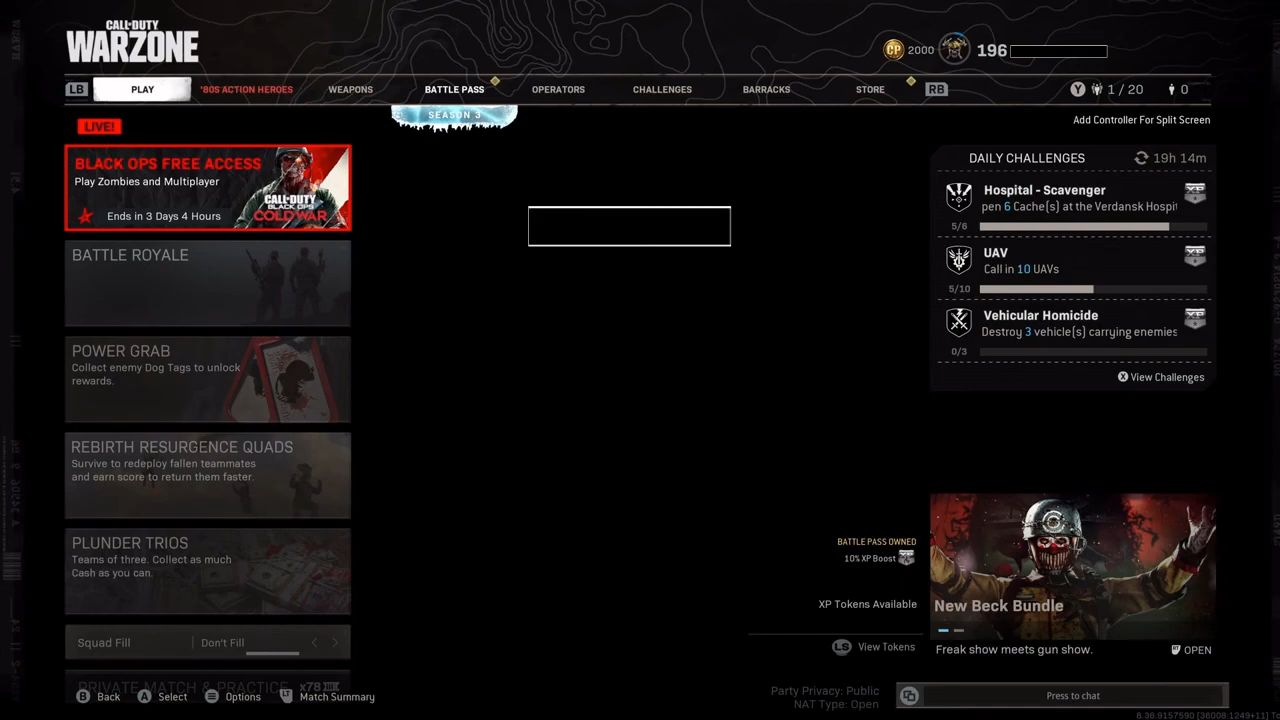 CALL OF DUTY
WARZONE
CP 2000 196
LB PLAY '80S ACTION HEROES WEAPONS BATTLE PASS OPERATORS CHALLENGES BARRACKS STORE RB Y 1 / 20 0
SEASON 3
Add Controller For Split Screen
LIVE!
BLACK OPS FREE ACCESS
Play Zombies and Multiplayer
Ends in 3 Days 4 Hours
CALL OF DUTY
BLACK OPS
COLD WAR
BATTLE ROYALE
POWER GRAB
Collect enemy Dog Tags to unlock
rewards.
REBIRTH RESURGENCE QUADS
Survive to redeploy fallen teammates
and earn score to return them faster.
PLUNDER TRIOS
Teams of three. Collect as much
Cash as you can.
Squad Fill Don't Fill
PRIVATE MATCH & PRACTICE
B Back A Select Options Match Summary
DAILY CHALLENGES 19h 14m
Hospital - Scavenger
pen 6 Cache(s) at the Verdansk Hospit
5/6
UAV
Call in 10 UAVs
5/10
Vehicular Homicide
Destroy 3 vehicle(s) carrying enemies
0/3
X View Challenges
BATTLE PASS OWNED
10% XP Boost
XP Tokens Available
LS View Tokens
New Beck Bundle
Freak show meets gun show.
OPEN
Party Privacy: Public
NAT Type: Open
Press to chat